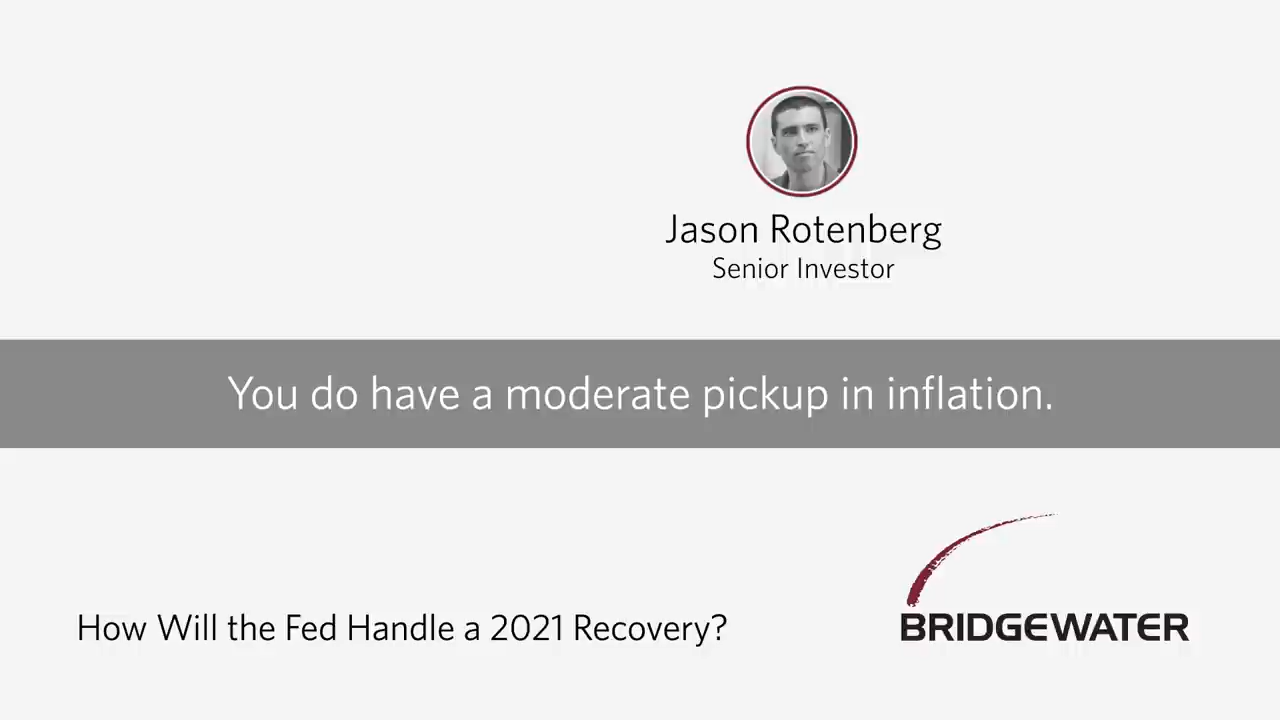 Jason Rotenberg
Senior Investor
You do have a moderate pickup in inflation.
How Will the Fed Handle a 2021 Recovery?
BRIDGEWATER